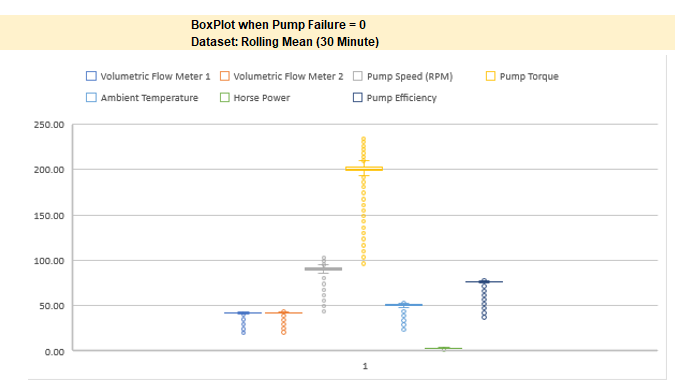 BoxPlot when Pump Failure = 0
Dataset: Rolling Mean (30 Minute)
Volumetric Flow Meter 1 Volumetric Flow Meter 2 Pump Speed (RPM) Pump Torque
Ambient Temperature Horse Power Pump Efficiency
250.00
200.00
150.00
100.00
50.00
0.00
1